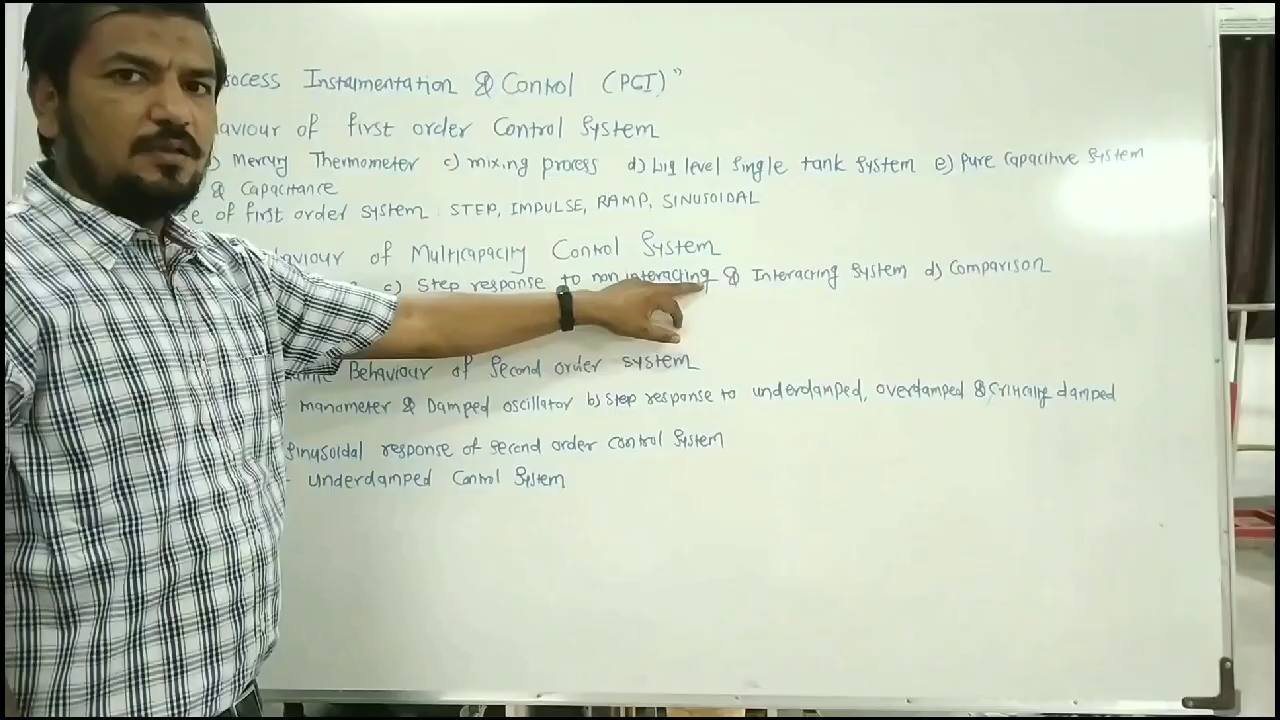 ocess Instrumentation & Control (PCI)"
aviour of first order Control System
) Mercury Thermometer c) mixing process d) Liq level single tank system e) Pure Capacitive System
& Capacitance
se of first order system : STEP, IMPULSE, RAMP, SINUSOIDAL
aviour of Multicapacity Control System
c) Step response to non interacting & Interacting System d) Comparison
Behaviour of Second order system
- manometer & Damped oscillator b) Step response to underdamped, overdamped & Critically damped
Sinusoidal response of second order control system
- underdamped Control System